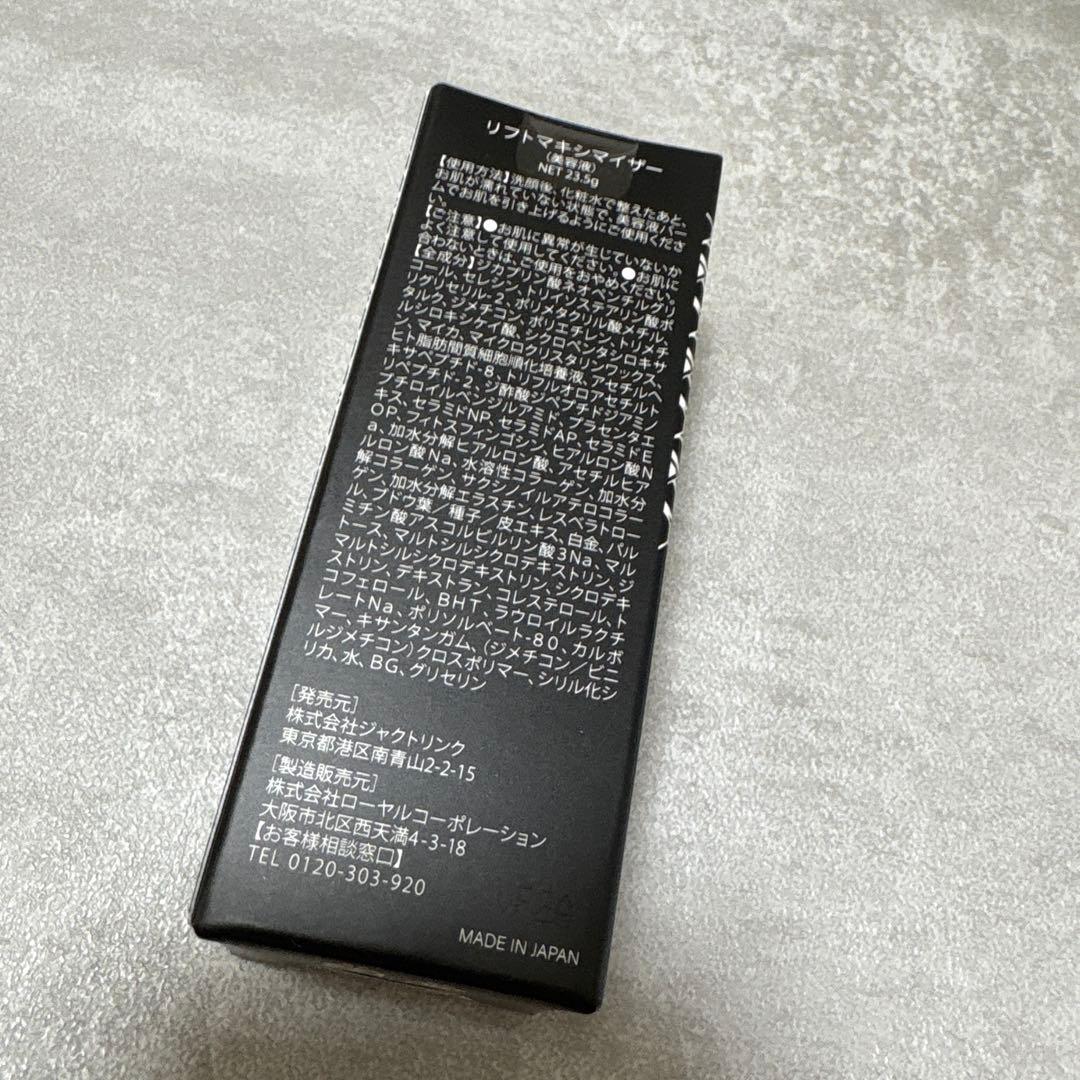 リフトマキシマイザー
(美容液)
NET 23.5g
【使用方法】洗顔後、化粧水で整えたあと、
お肌が濡れていない状態で、美容液バー
ムでお肌を引き上げるようにご使用くださ
い。
【ご注意】●お肌に異常が生じていないか
よく注意して使用してください。●お肌に
合わないときは、ご使用をおやめください。
【全成分】ジカプリン酸ネオペンチルグリ
コール、セレシン、トリイソステアリン酸ポ
リグリセリル-2、ポリメタクリル酸メチル、
タルク、ジメチコン、ポリエチレン、トリメチ
ルシロキシケイ酸、シクロペンタシロキサ
ン、マイカ、マイクロクリスタリンワックス、
ヒト脂肪間質細胞順化培養液、アセチルヘ
キサペプチド-8、トリフルオロアセチルト
リペプチド-2、ジ酢酸ジペプチドジアミノ
ブチロイルベンジルアミド、プラセンタエ
キス、セラミドNP、セラミドAP、セラミドE
OP、フィトスフィンゴシン、ヒアルロン酸N
a、加水分解ヒアルロン酸、アセチルヒア
ルロン酸Na、水溶性コラーゲン、加水分
解コラーゲン、サクシノイルアテロコラー
ゲン、加水分解エラスチン、レスベラトロー
ル、ブドウ葉/種子/皮エキス、白金、パル
ミチン酸アスコルビルリン酸3Na、マル
トース、マルトシルシクロデキストリン、ジ
マルトシルシクロデキストリン、シクロデキ
ストリン、デキストラン、コレステロール、ト
コフェロール、BHT、ラウロイルラクチ
レートNa、ポリソルベート-80、カルボ
マー、キサンタンガム、(ジメチコン/ビニ
ルジメチコン)クロスポリマー、シリル化シ
リカ、水、BG、グリセリン
[発売元]
株式会社ジャクトリンク
東京都港区南青山2-2-15
[製造販売元]
株式会社ローヤルコーポレーション
大阪市北区西天満4-3-18
【お客様相談窓口】
TEL 0120-303-920
MADE IN JAPAN